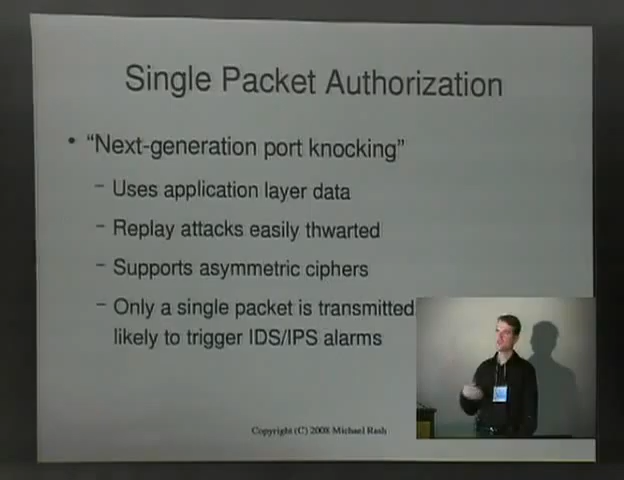 Single Packet Authorization
• “Next-generation port knocking”
– Uses application layer data
– Replay attacks easily thwarted
– Supports asymmetric ciphers
– Only a single packet is transmitted
likely to trigger IDS/IPS alarms
Copyright (C) 2008 Michael Rash